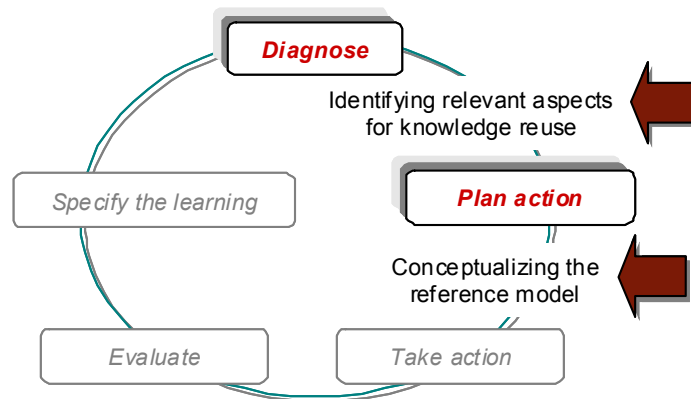 Diagnose
Identifying relevant aspects
for knowledge reuse
Specify the learning
Plan action
Conceptualizing the
reference model
Evaluate
Take action